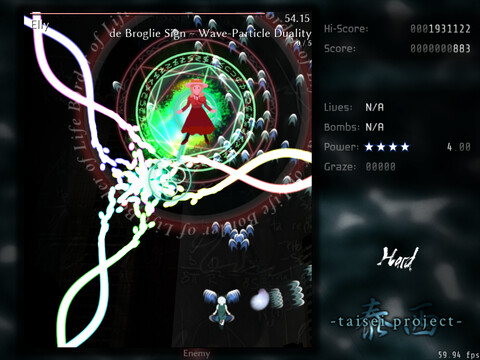 Elly
54.15
de Broglie Sign ~ Wave-Particle Duality
Hi-Score: 0001931122
Score: 0000000883
Lives: N/A
Bombs: N/A
Power: ★★★★ 4.00
Graze: 00000
Hard
-taisei project-
Enemy
59.94 fps